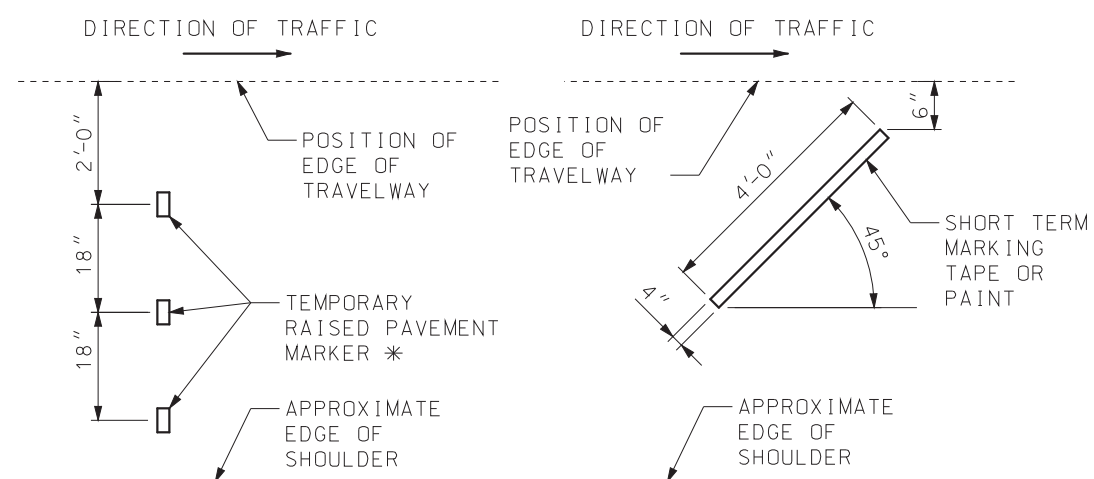 DIRECTION OF TRAFFIC
2'-0"
18"
18"
POSITION OF
EDGE OF
TRAVELWAY
TEMPORARY
RAISED PAVEMENT
MARKER *
APPROXIMATE
EDGE OF
SHOULDER
DIRECTION OF TRAFFIC
POSITION OF
EDGE OF
TRAVELWAY
6"
4'-0"
4"
45°
SHORT TERM
MARKING
TAPE OR
PAINT
APPROXIMATE
EDGE OF
SHOULDER